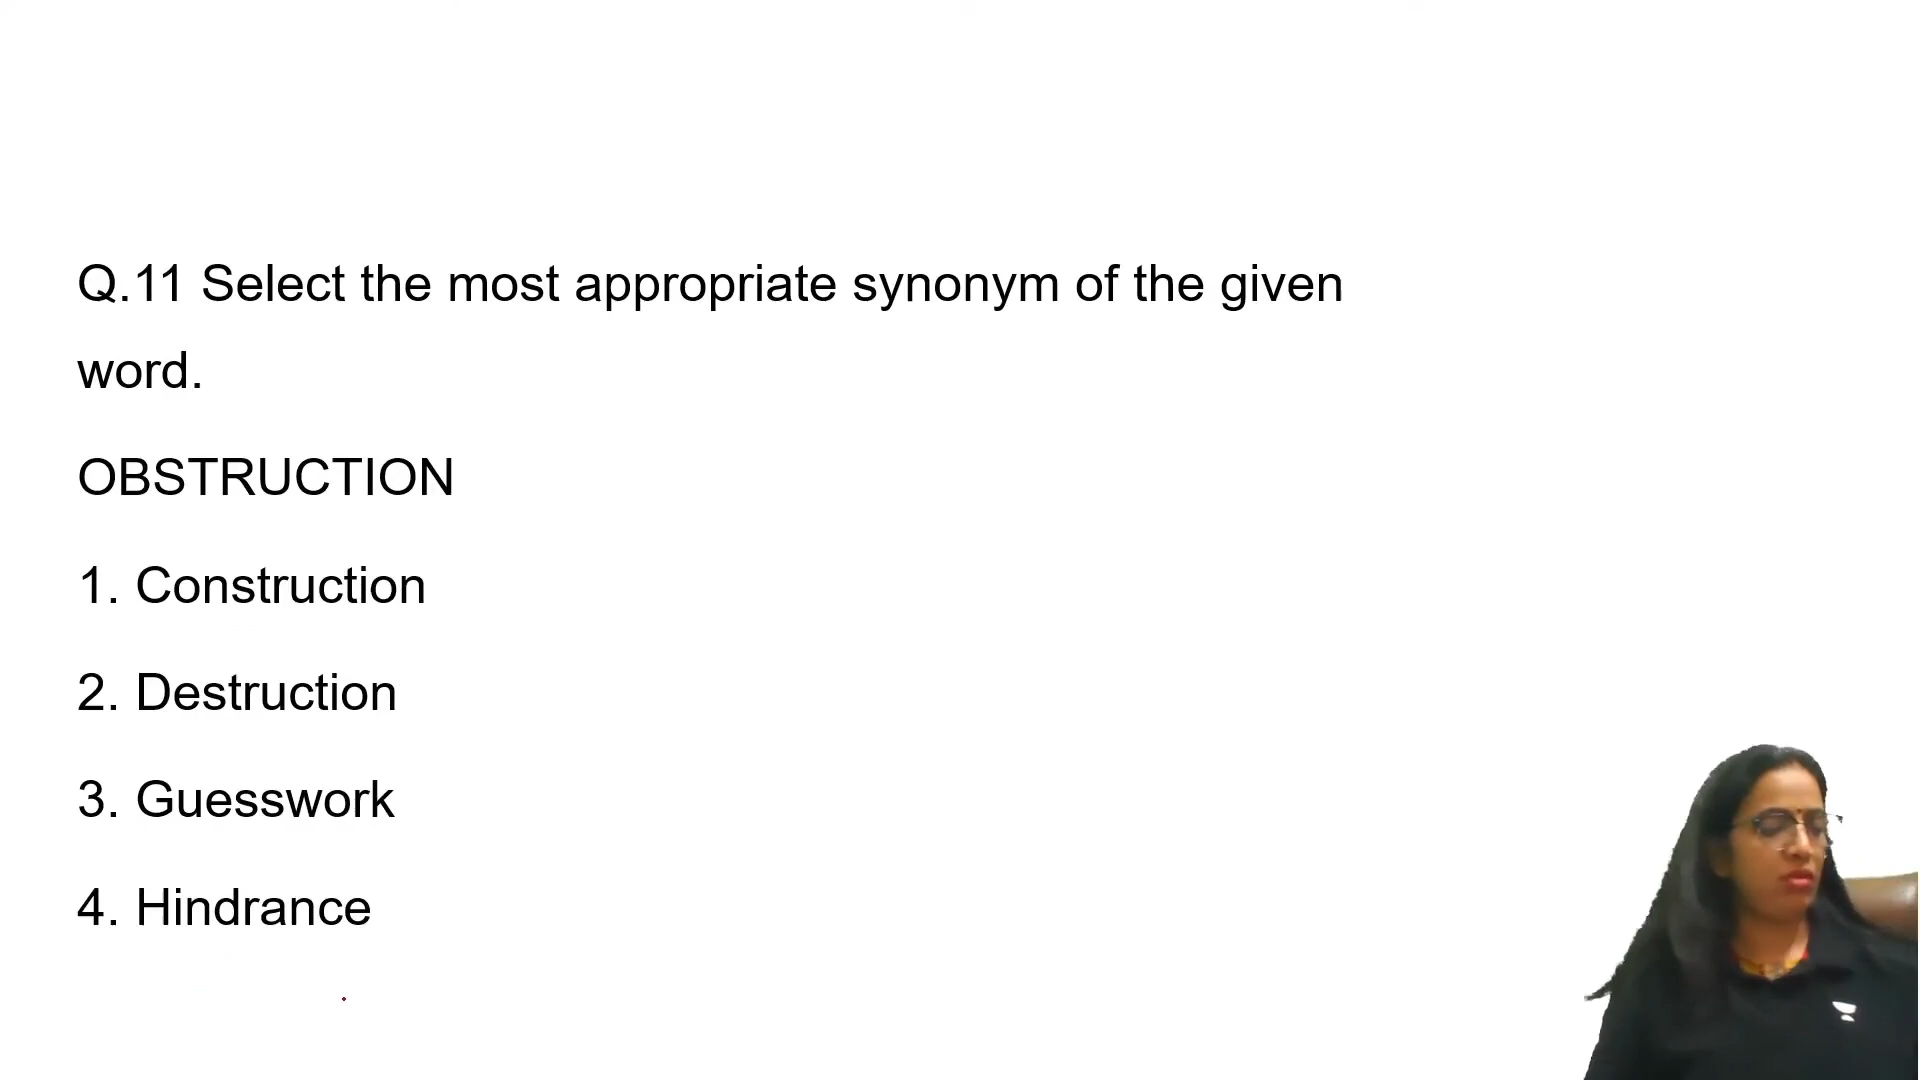 Q.11 Select the most appropriate synonym of the given
word.
OBSTRUCTION
1. Construction
2. Destruction
3. Guesswork
4. Hindrance